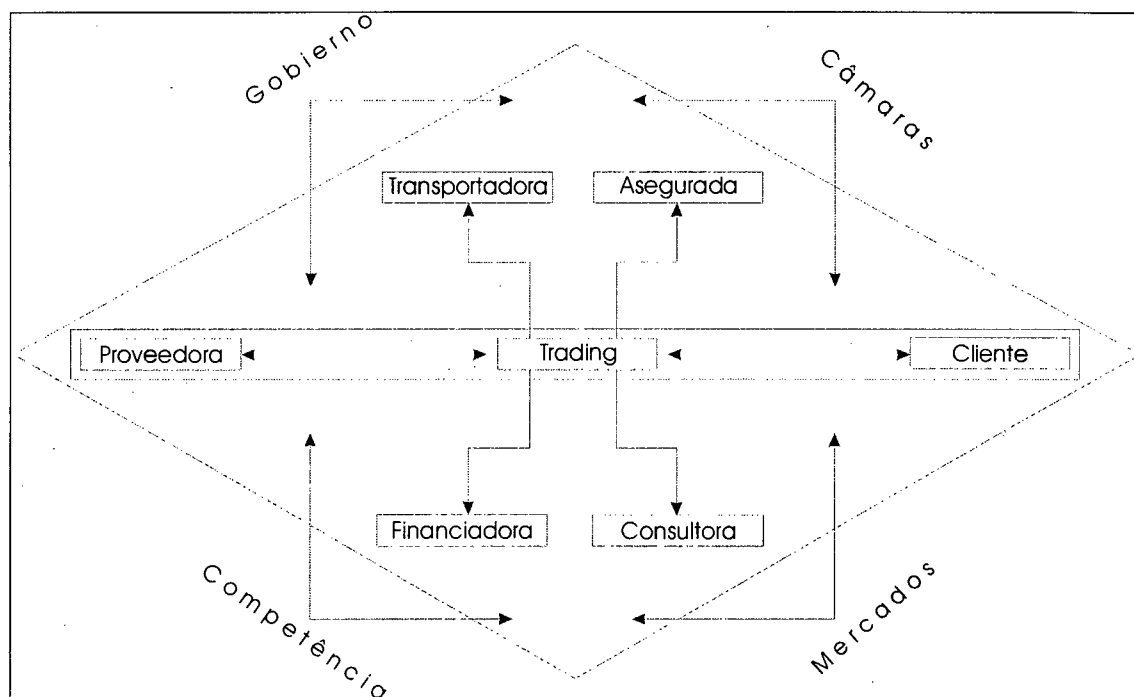 Gobierno
Câmaras
Transportadora
Asegurada
Proveedora
Trading
Cliente
Financiadora
Consultora
Competência
Mercados